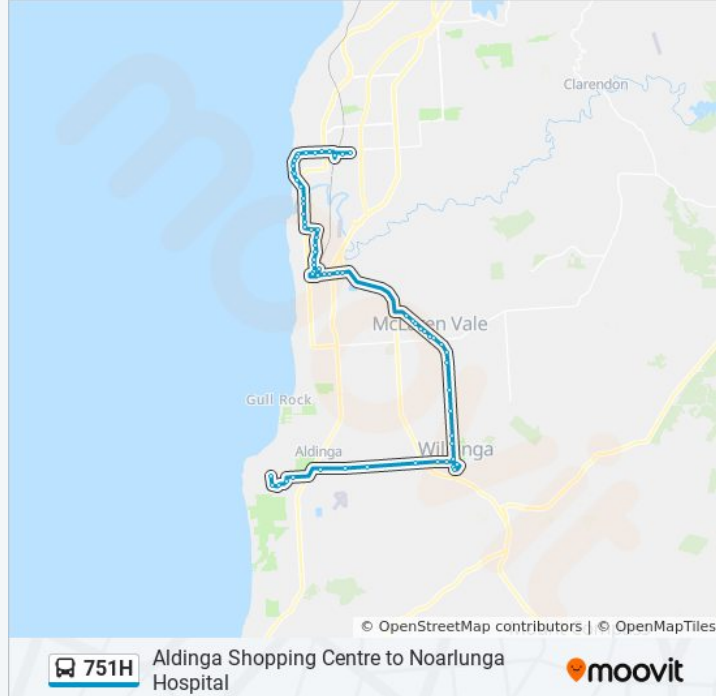 Clarendon
McLaren Vale
Gull Rock
Aldinga
Willunga
© OpenStreetMap contributors | © OpenMapTiles
751H
Aldinga Shopping Centre to Noarlunga
Hospital
moovit